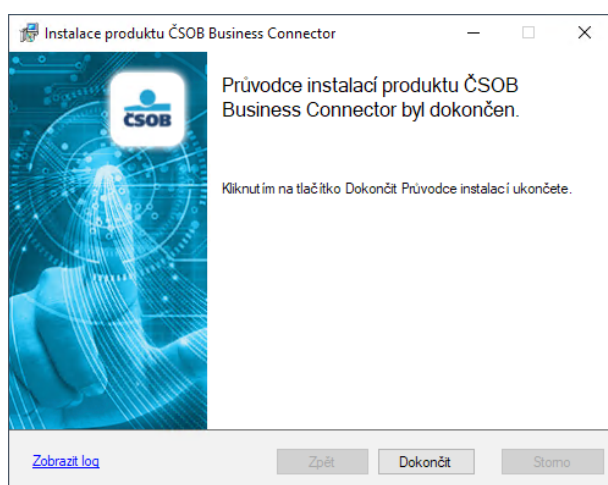 Instalace produktu ČSOB Business Connector
ČSOB
Průvodce instalací produktu ČSOB
Business Connector byl dokončen.
Kliknutím na tlačítko Dokončit Průvodce instalací ukončete.
Zobrazit log
Zpět
Dokončit
Storno